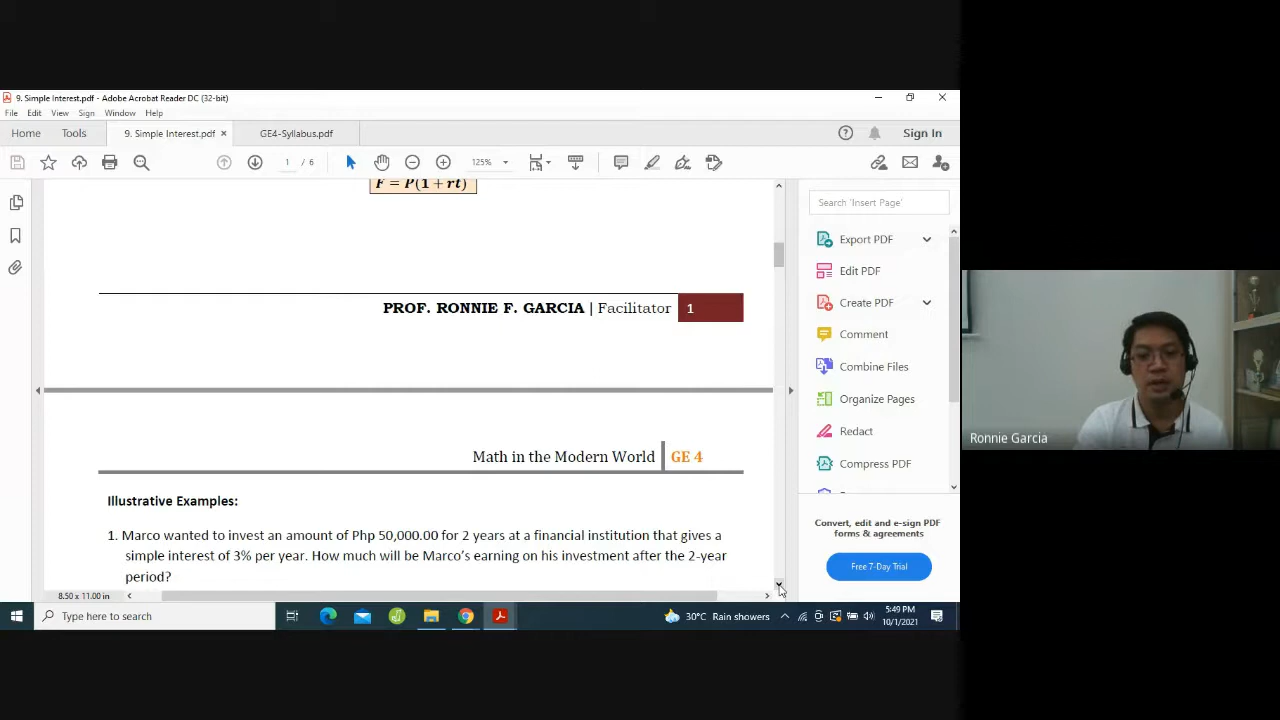 9. Simple Interest.pdf - Adobe Acrobat Reader DC (32-bit)
File Edit View Sign Window Help
Home Tools 9. Simple Interest.pdf × GE4-Syllabus.pdf Sign In
1 / 6 125%
F = P(1 + rt)
PROF. RONNIE F. GARCIA | Facilitator 1
Math in the Modern World GE 4
Illustrative Examples:
1. Marco wanted to invest an amount of Php 50,000.00 for 2 years at a financial institution that gives a
simple interest of 3% per year. How much will be Marco's earning on his investment after the 2-year
period?
8.50 x 11.00 in
Search 'Insert Page'
Export PDF
Edit PDF
Create PDF
Comment
Combine Files
Organize Pages
Redact
Compress PDF
Convert, edit and e-sign PDF
forms & agreements
Free 7-Day Trial
Type here to search
30°C Rain showers
5:49 PM
10/1/2021
Ronnie Garcia